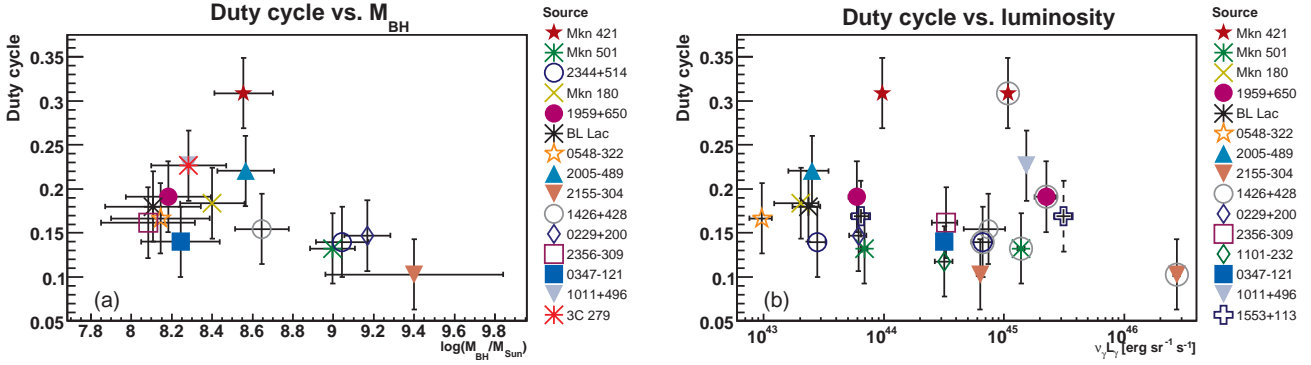 Duty cycle vs. M_BH
Duty cycle
0.35
0.3
0.25
0.2
0.15
0.1
0.05
(a)
7.8 8 8.2 8.4 8.6 8.8 9 9.2 9.4 9.6 9.8
log(M_BH/M_Sun)
Source
Mkn 421
Mkn 501
2344+514
Mkn 180
1959+650
BL Lac
0548-322
2005-489
2155-304
1426+428
0229+200
2356-309
0347-121
1011+496
3C 279
Duty cycle vs. luminosity
Duty cycle
0.35
0.3
0.25
0.2
0.15
0.1
0.05
(b)
10^43 10^44 10^45 10^46
ν_γL_γ [erg sr^-1 s^-1]
Source
Mkn 421
Mkn 501
Mkn 180
1959+650
BL Lac
0548-322
2005-489
2155-304
1426+428
0229+200
2356-309
1101-232
0347-121
1011+496
1553+113